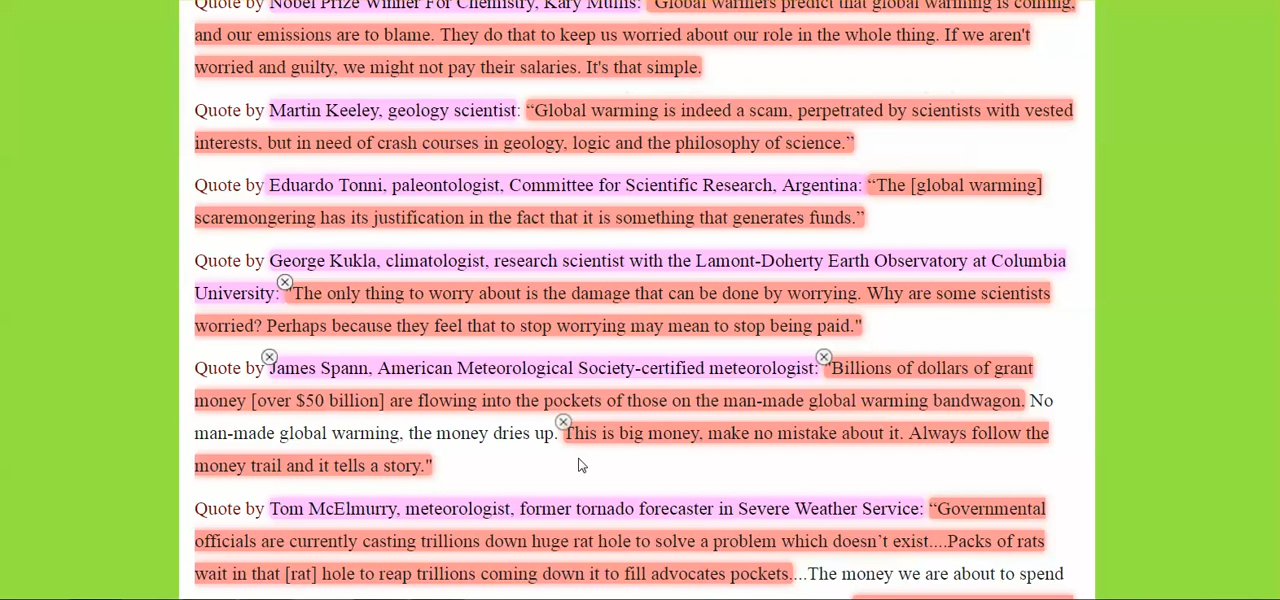 Quote by Nobel Prize Winner For Chemistry, Kary Mullis: "Global warmers predict that global warming is coming,
and our emissions are to blame. They do that to keep us worried about our role in the whole thing. If we aren't
worried and guilty, we might not pay their salaries. It's that simple.
Quote by Martin Keeley, geology scientist: “Global warming is indeed a scam, perpetrated by scientists with vested
interests, but in need of crash courses in geology, logic and the philosophy of science.”
Quote by Eduardo Tonni, paleontologist, Committee for Scientific Research, Argentina: “The [global warming]
scaremongering has its justification in the fact that it is something that generates funds.”
Quote by George Kukla, climatologist, research scientist with the Lamont-Doherty Earth Observatory at Columbia
University: "The only thing to worry about is the damage that can be done by worrying. Why are some scientists
worried? Perhaps because they feel that to stop worrying may mean to stop being paid."
Quote by James Spann, American Meteorological Society-certified meteorologist: "Billions of dollars of grant
money [over $50 billion] are flowing into the pockets of those on the man-made global warming bandwagon. No
man-made global warming, the money dries up. This is big money, make no mistake about it. Always follow the
money trail and it tells a story."
Quote by Tom McElmurry, meteorologist, former tornado forecaster in Severe Weather Service: “Governmental
officials are currently casting trillions down huge rat hole to solve a problem which doesn`t exist....Packs of rats
wait in that [rat] hole to reap trillions coming down it to fill advocates pockets....The money we are about to spend